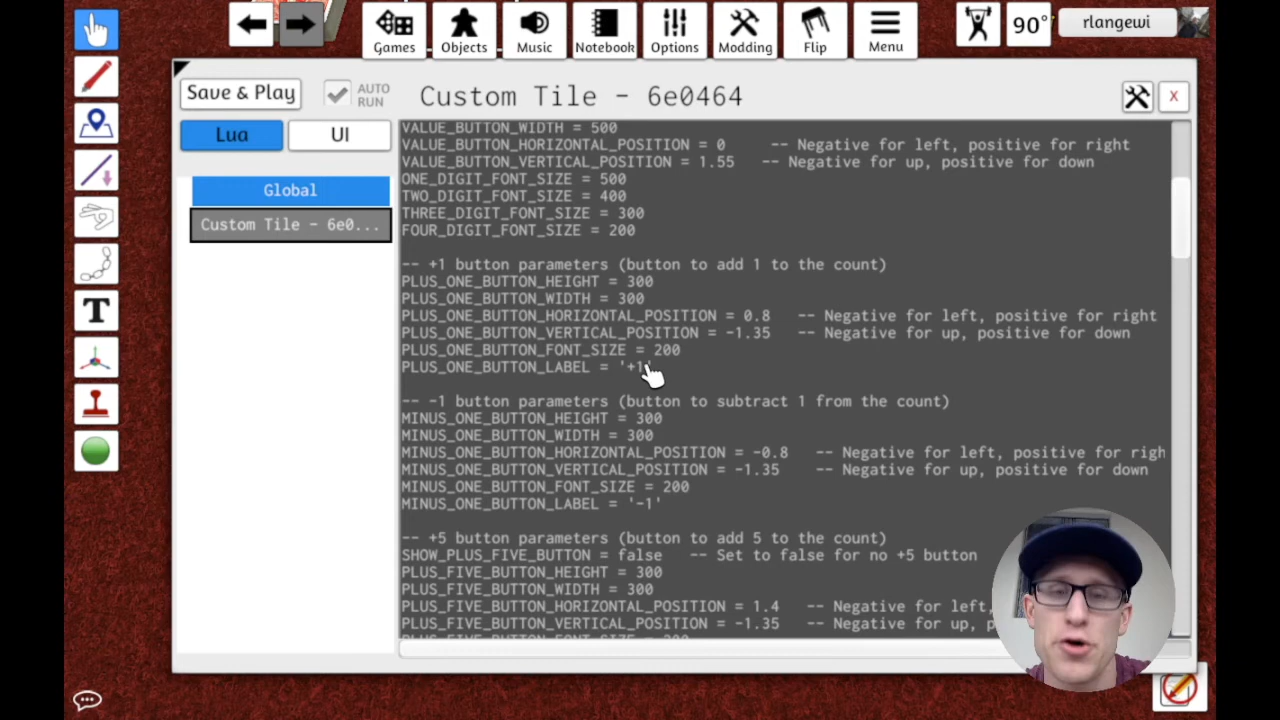 Games
Objects
Music
Notebook
Options
Modding
Flip
Menu
90°
rlangewi
Save & Play
AUTO
RUN
Custom Tile - 6e0464
X
Lua
UI
Global
Custom Tile - 6e0...
VALUE_BUTTON_WIDTH = 500
VALUE_BUTTON_HORIZONTAL_POSITION = 0 -- Negative for left, positive for right
VALUE_BUTTON_VERTICAL_POSITION = 1.55 -- Negative for up, positive for down
ONE_DIGIT_FONT_SIZE = 500
TWO_DIGIT_FONT_SIZE = 400
THREE_DIGIT_FONT_SIZE = 300
FOUR_DIGIT_FONT_SIZE = 200
-- +1 button parameters (button to add 1 to the count)
PLUS_ONE_BUTTON_HEIGHT = 300
PLUS_ONE_BUTTON_WIDTH = 300
PLUS_ONE_BUTTON_HORIZONTAL_POSITION = 0.8 -- Negative for left, positive for right
PLUS_ONE_BUTTON_VERTICAL_POSITION = -1.35 -- Negative for up, positive for down
PLUS_ONE_BUTTON_FONT_SIZE = 200
PLUS_ONE_BUTTON_LABEL = '+1'
-- -1 button parameters (button to subtract 1 from the count)
MINUS_ONE_BUTTON_HEIGHT = 300
MINUS_ONE_BUTTON_WIDTH = 300
MINUS_ONE_BUTTON_HORIZONTAL_POSITION = -0.8 -- Negative for left, positive for righ
MINUS_ONE_BUTTON_VERTICAL_POSITION = -1.35 -- Negative for up, positive for down
MINUS_ONE_BUTTON_FONT_SIZE = 200
MINUS_ONE_BUTTON_LABEL = '-1'
-- +5 button parameters (button to add 5 to the count)
SHOW_PLUS_FIVE_BUTTON = false -- Set to false for no +5 button
PLUS_FIVE_BUTTON_HEIGHT = 300
PLUS_FIVE_BUTTON_WIDTH = 300
PLUS_FIVE_BUTTON_HORIZONTAL_POSITION = 1.4 -- Negative for left,
PLUS_FIVE_BUTTON_VERTICAL_POSITION = -1.35 -- Negative for up, p
T